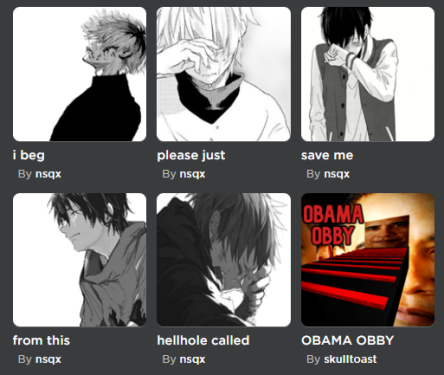 i beg
By nsqx
please just
By nsqx
save me
By nsqx
from this
By nsqx
hellhole called
By nsqx
OBAMA
OBBY
OBAMA OBBY
By skulltoast